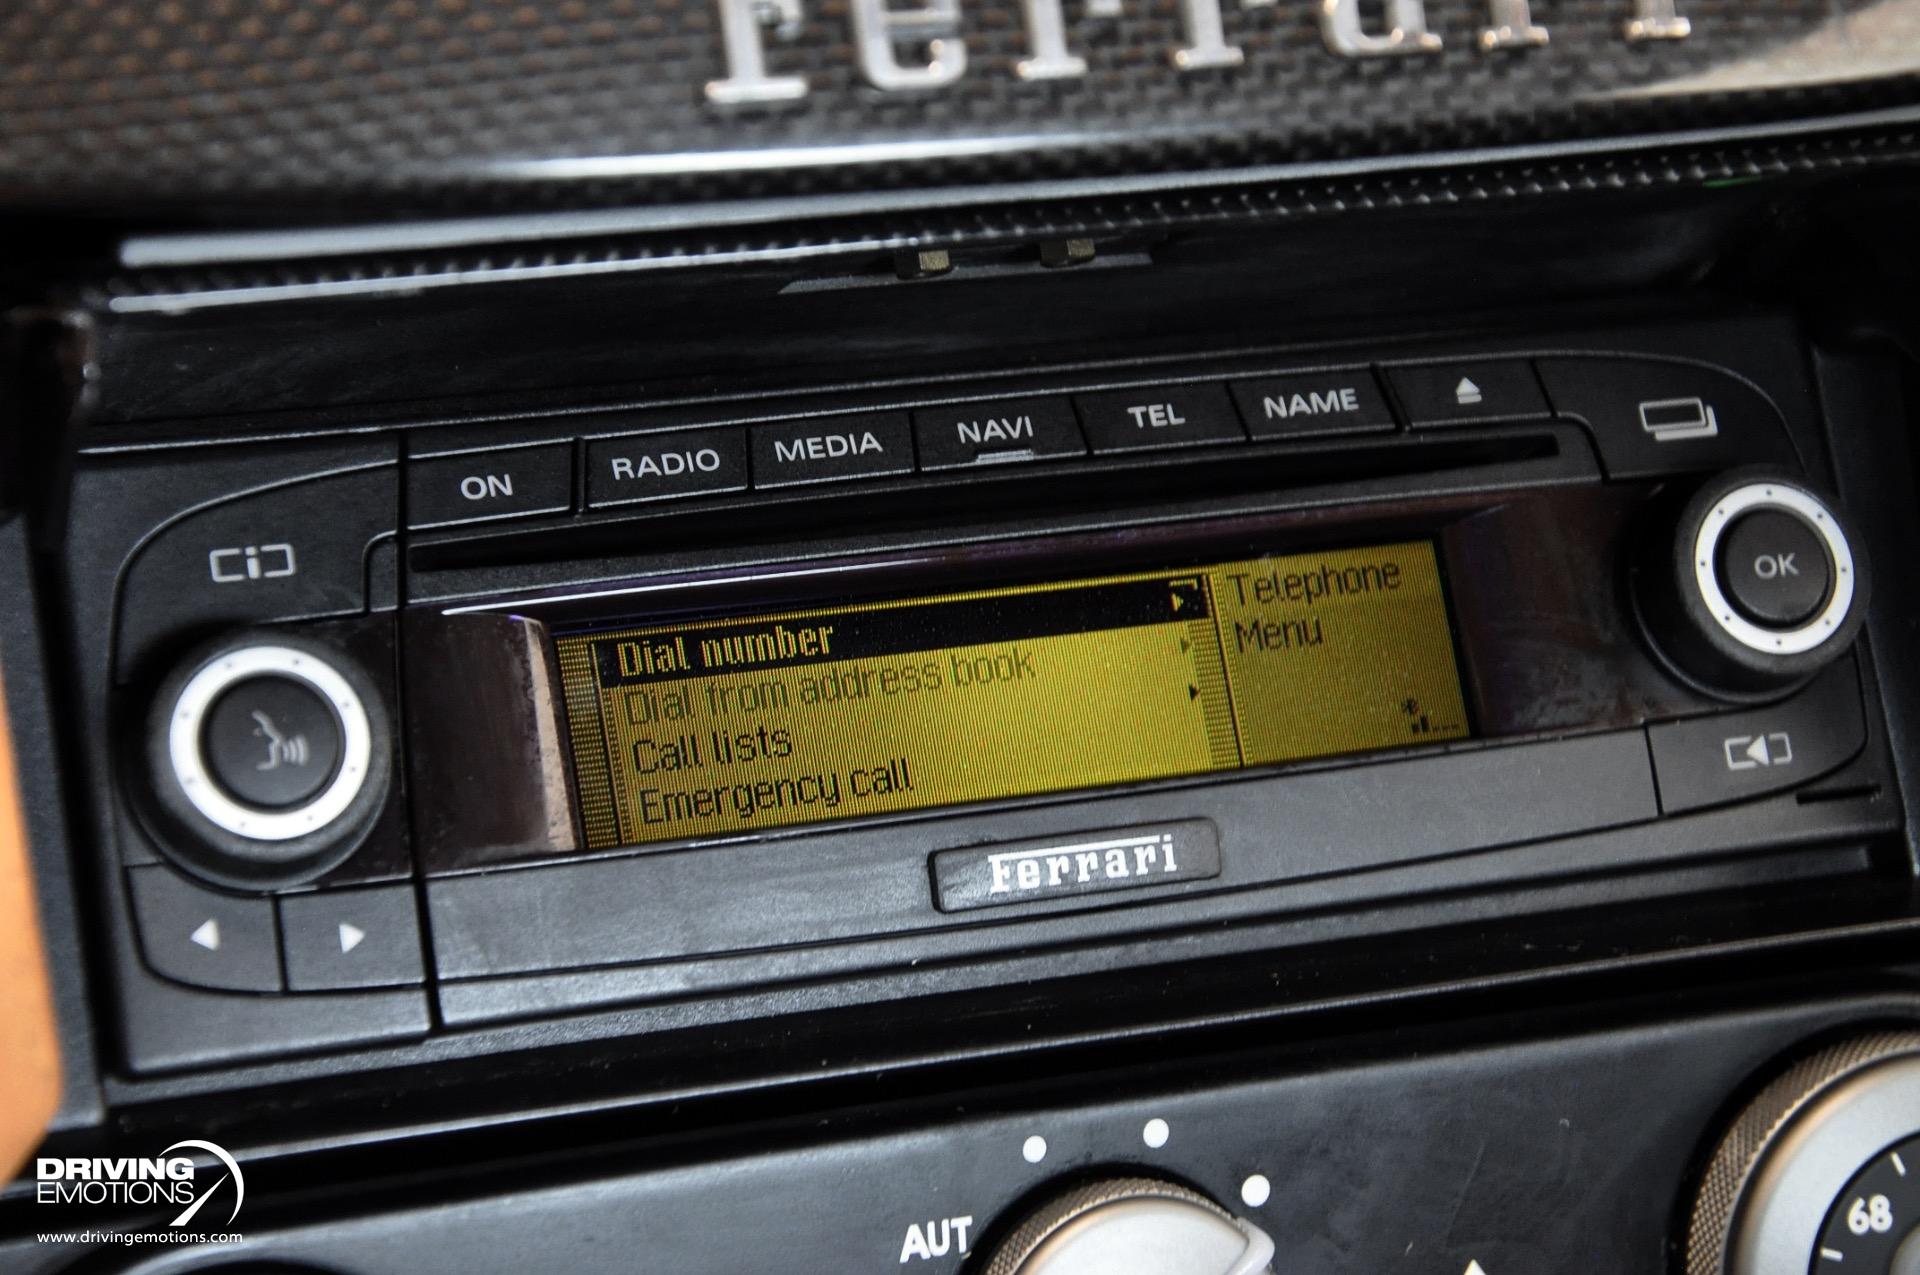 Ferrari
ON RADIO MEDIA NAVI TEL NAME
i
OK
Dial number
Dial from address book
Call lists
Emergency call
Telephone
Menu
Ferrari
AUT
68
DRIVING
EMOTIONS
www.drivingemotions.com